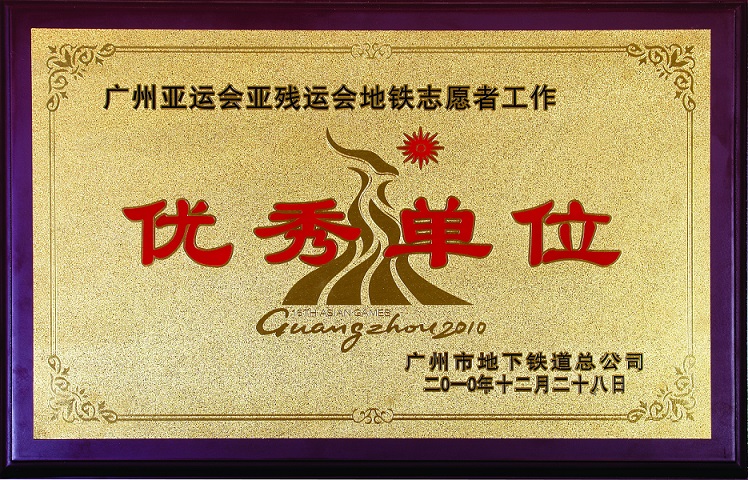 广州亚运会亚残运会地铁志愿者工作
优秀单位
16TH ASIAN GAMES
Guangzhou 2010
广州市地下铁道总公司
二0一0年十二月二十八日